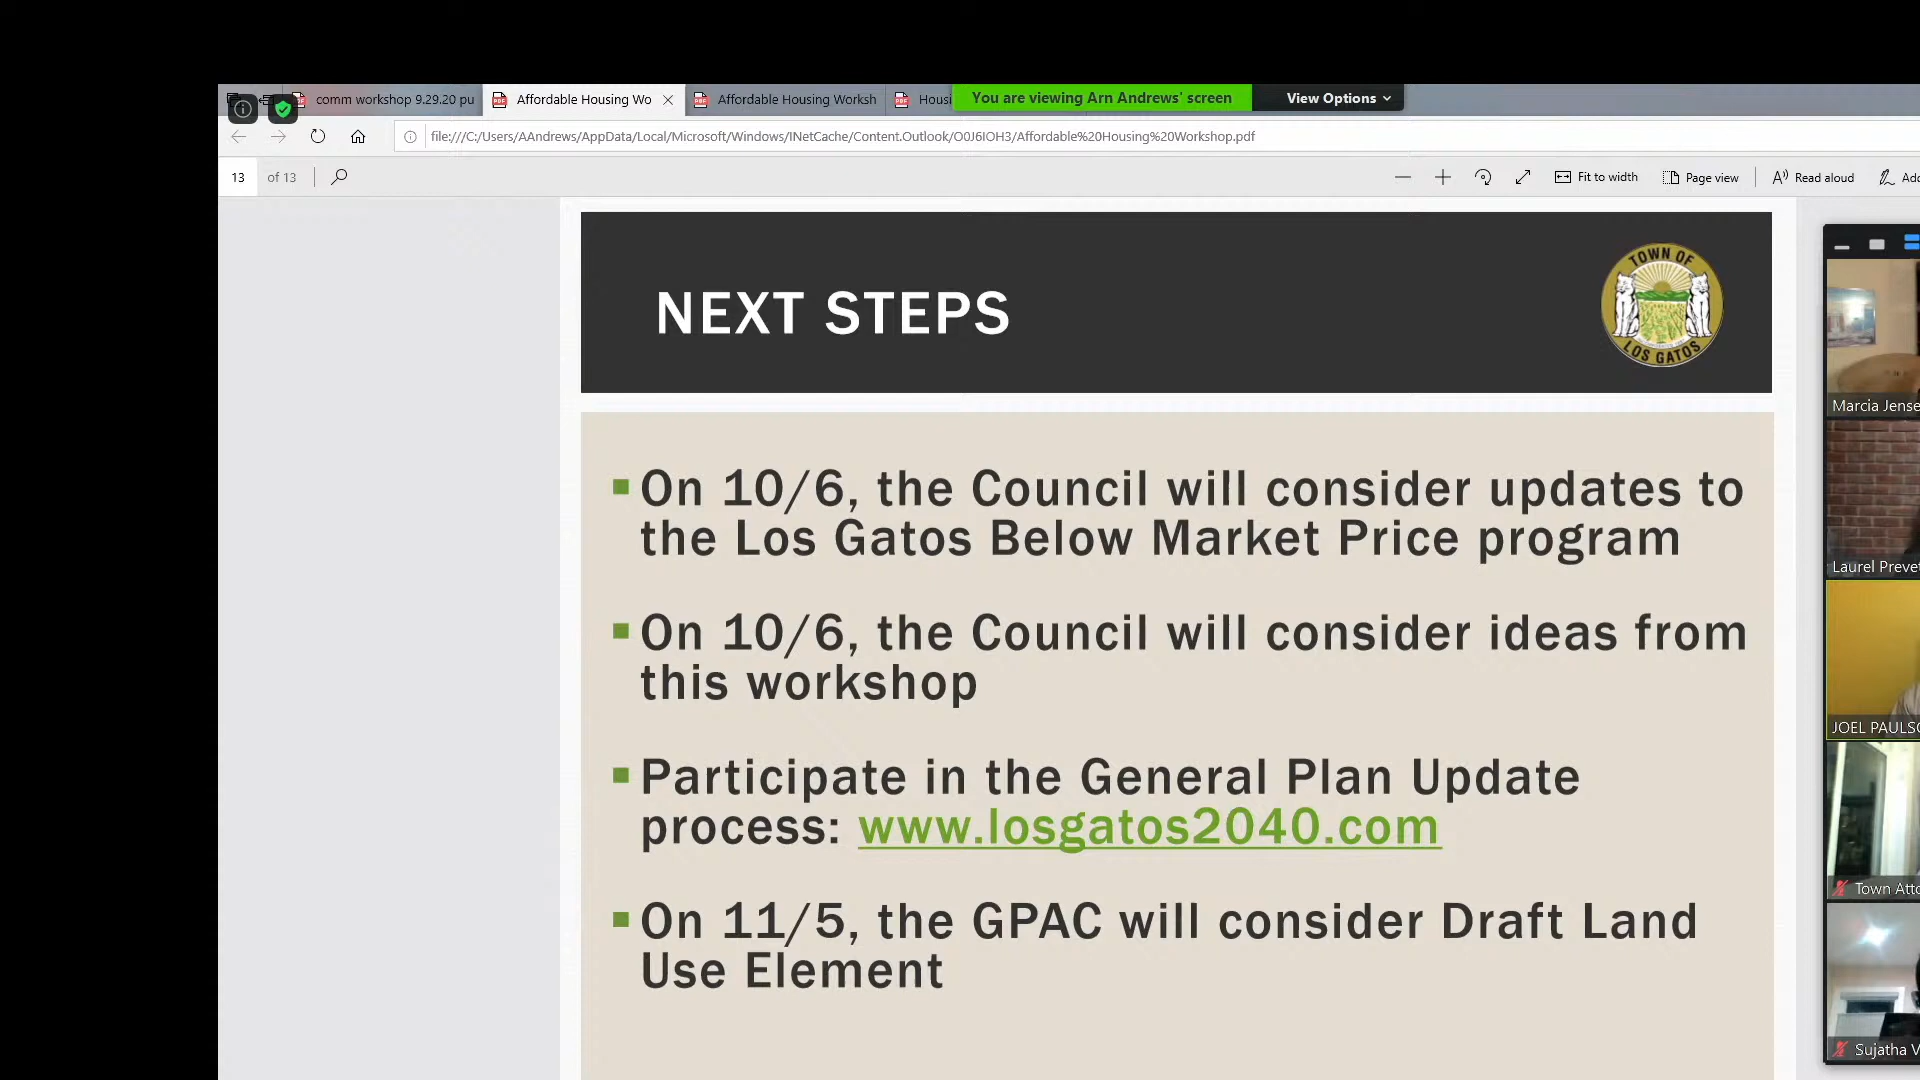 comm workshop 9.29.20 pu
Affordable Housing Wo
Affordable Housing Worksh
Housi
You are viewing Arn Andrews' screen
View Options
file:///C:/Users/AAndrews/AppData/Local/Microsoft/Windows/INetCache/Content.Outlook/O0J6IOH3/Affordable%20Housing%20Workshop.pdf
13 of 13
Fit to width
Page view
Read aloud
Add
NEXT STEPS
TOWN OF
LOS GATOS
On 10/6, the Council will consider updates to
the Los Gatos Below Market Price program
On 10/6, the Council will consider ideas from
this workshop
Participate in the General Plan Update
process: www.losgatos2040.com
On 11/5, the GPAC will consider Draft Land
Use Element
Marcia Jense
Laurel Prevet
JOEL PAULSO
Town Atto
Sujatha V